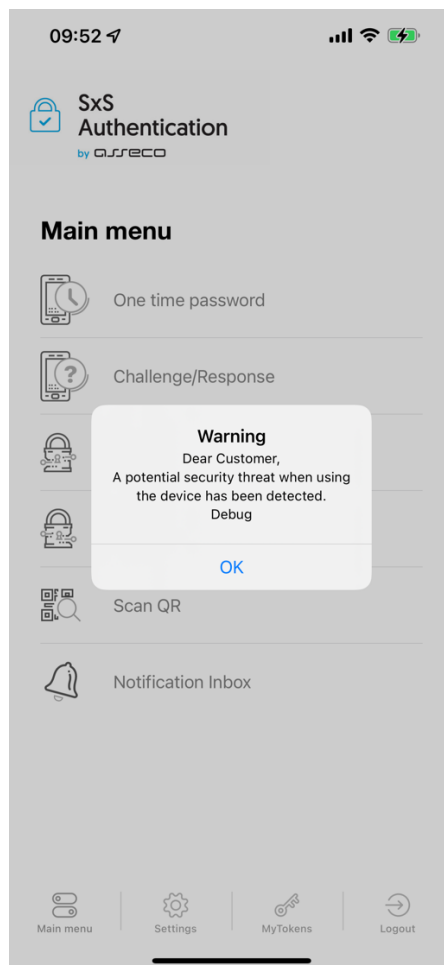 09:52
SxS
Authentication
by asseco
Main menu
One time password
Challenge/Response
Warning
Dear Customer,
A potential security threat when using
the device has been detected.
Debug
OK
Scan QR
Notification Inbox
Main menu
Settings
MyTokens
Logout